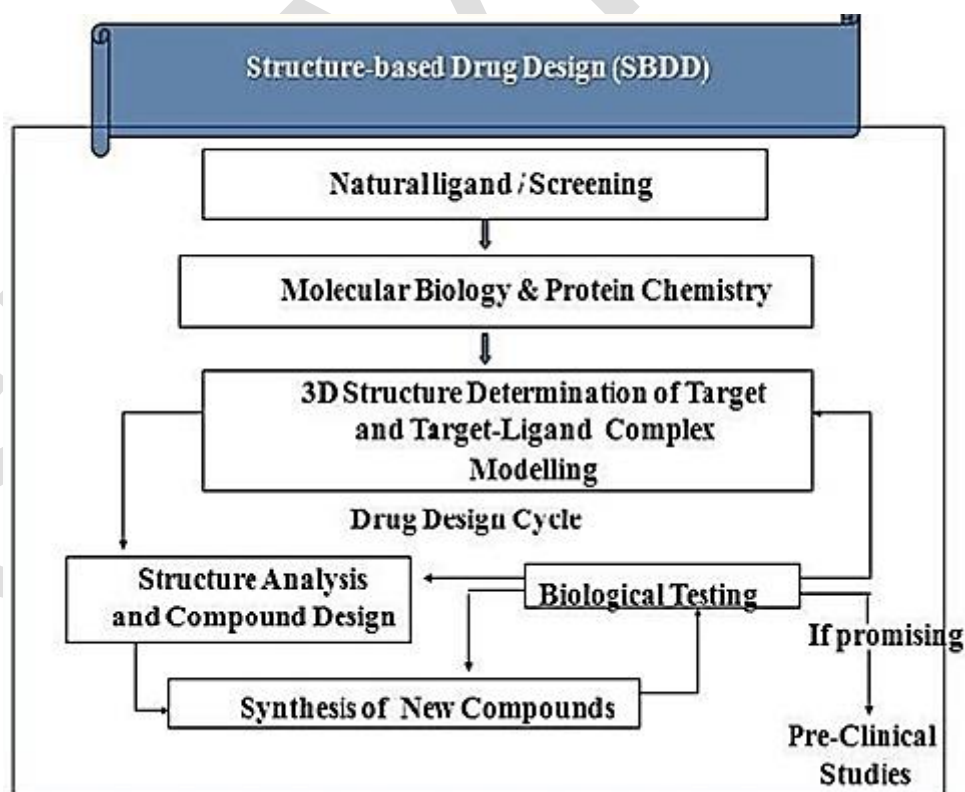 Structure-based Drug Design (SBDD)
Natural ligand / Screening
Molecular Biology & Protein Chemistry
3D Structure Determination of Target
and Target-Ligand Complex
Modelling
Drug Design Cycle
Structure Analysis
and Compound Design
Biological Testing
If promising
Synthesis of New Compounds
Pre-Clinical
Studies